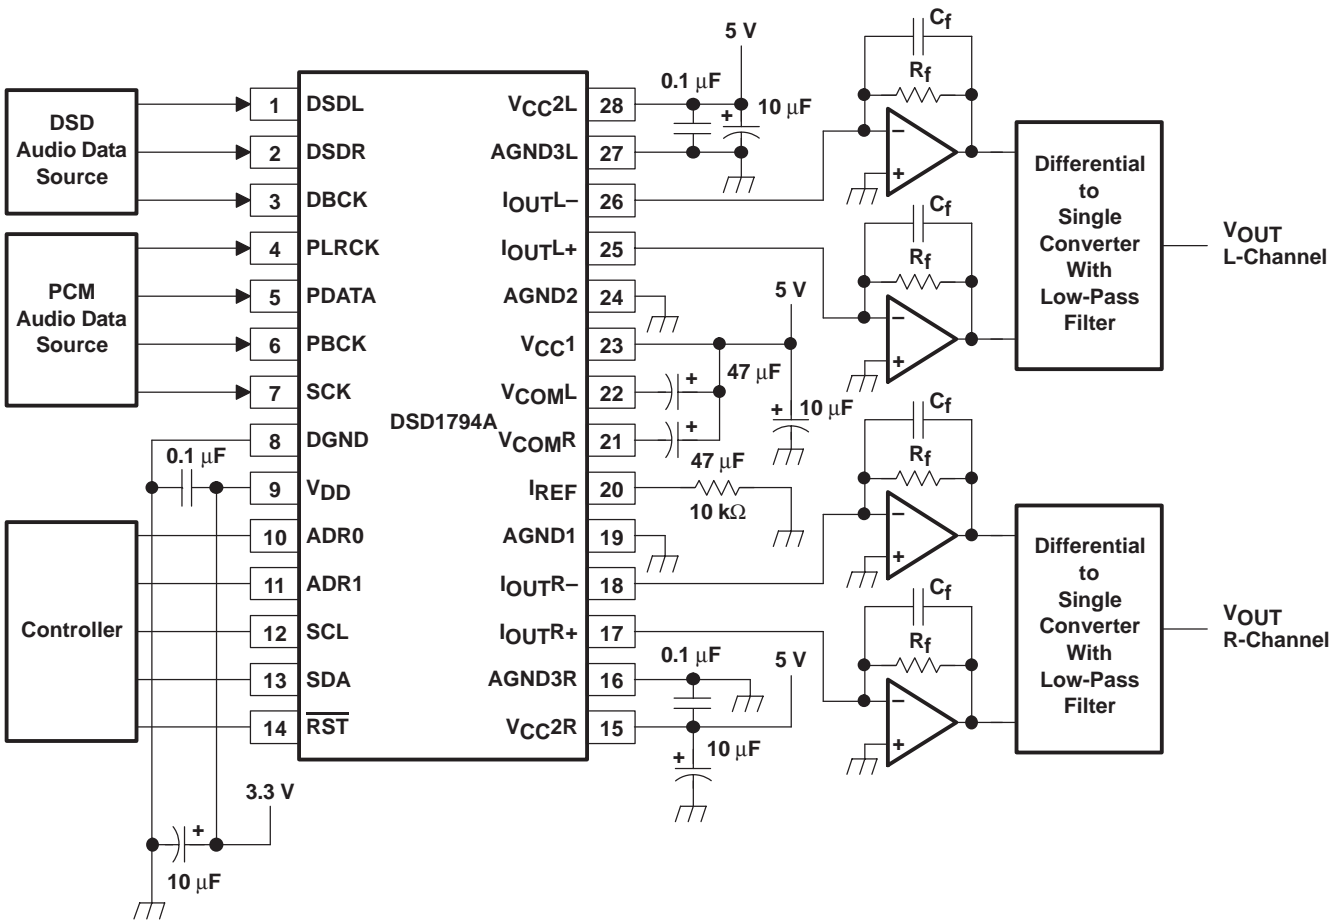 DSD
Audio Data
Source
PCM
Audio Data
Source
Controller
1
2
3
4
5
6
7
8
9
10
11
12
13
14
DSDL
DSDR
DBCK
PLRCK
PDATA
PBCK
SCK
DGND
VDD
ADR0
ADR1
SCL
SDA
RST
DSD1794A
VCC2L
AGND3L
IOUTL–
IOUTL+
AGND2
VCC1
VCOML
VCOMR
IREF
AGND1
IOUTR–
IOUTR+
AGND3R
VCC2R
28
27
26
25
24
23
22
21
20
19
18
17
16
15
0.1 µF
3.3 V
+
10 µF
5 V
0.1 µF
+
10 µF
5 V
47 µF
+
+
+
10 µF
47 µF
10 kΩ
0.1 µF
5 V
10 µF
+
Cf
Rf
–
+
Cf
Rf
–
+
Cf
Rf
–
+
Cf
Rf
–
+
Differential
to
Single
Converter
With
Low-Pass
Filter
VOUT
L-Channel
Differential
to
Single
Converter
With
Low-Pass
Filter
VOUT
R-Channel